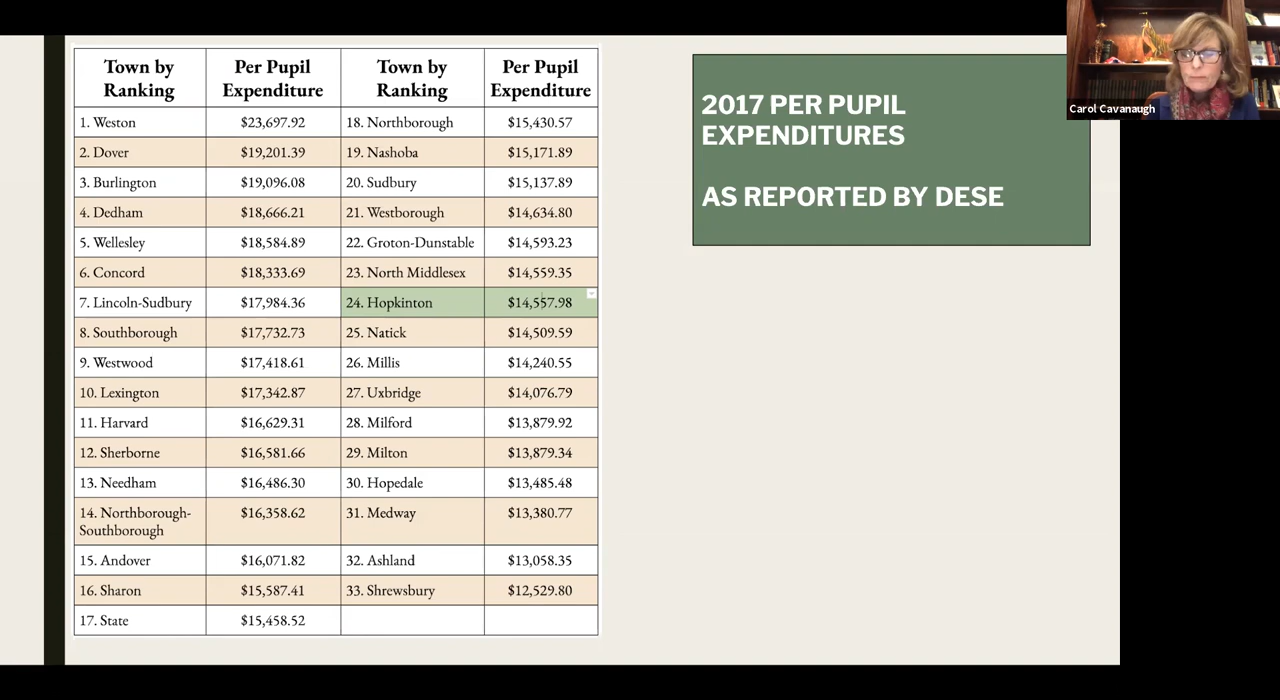 Town by Ranking Per Pupil Expenditure Town by Ranking Per Pupil Expenditure
1. Weston $23,697.92 18. Northborough $15,430.57
2. Dover $19,201.39 19. Nashoba $15,171.89
3. Burlington $19,096.08 20. Sudbury $15,137.89
4. Dedham $18,666.21 21. Westborough $14,634.80
5. Wellesley $18,584.89 22. Groton-Dunstable $14,593.23
6. Concord $18,333.69 23. North Middlesex $14,559.35
7. Lincoln-Sudbury $17,984.36 24. Hopkinton $14,557.98
8. Southborough $17,732.73 25. Natick $14,509.59
9. Westwood $17,418.61 26. Millis $14,240.55
10. Lexington $17,342.87 27. Uxbridge $14,076.79
11. Harvard $16,629.31 28. Milford $13,879.92
12. Sherborne $16,581.66 29. Milton $13,879.34
13. Needham $16,486.30 30. Hopedale $13,485.48
14. Northborough-Southborough $16,358.62 31. Medway $13,380.77
15. Andover $16,071.82 32. Ashland $13,058.35
16. Sharon $15,587.41 33. Shrewsbury $12,529.80
17. State $15,458.52
2017 PER PUPIL
EXPENDITURES
AS REPORTED BY DESE
Carol Cavanaugh